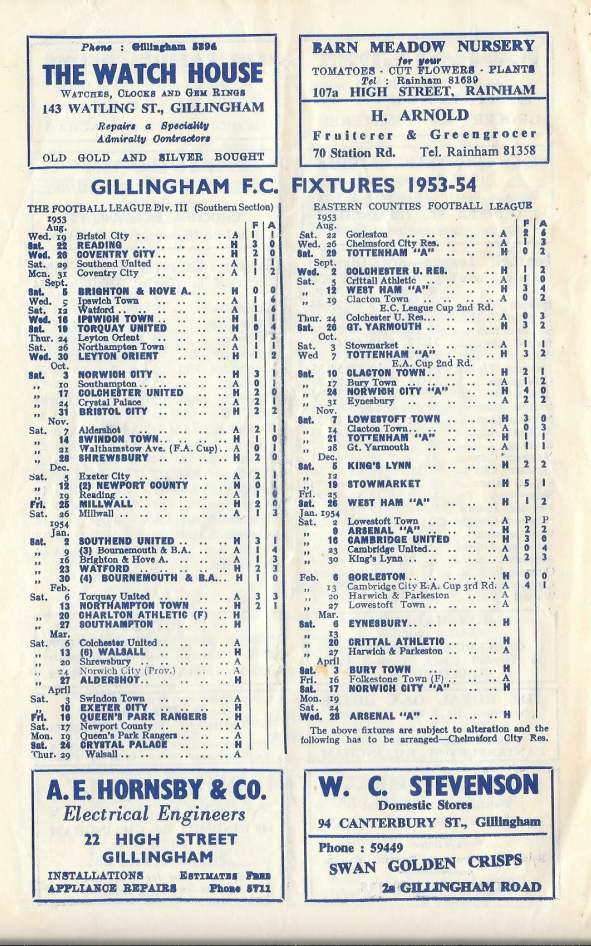 Phone : Gillingham 5394
THE WATCH HOUSE
WATCHES, CLOCKS AND GEM RINGS
143 WATLING ST., GILLINGHAM
Repairs a Speciality
Admiralty Contractors
OLD GOLD AND SILVER BOUGHT
BARN MEADOW NURSERY
for your
TOMATOES · CUT FLOWERS · PLANTS
Tel : Rainham 81689
107a HIGH STREET, RAINHAM
H. ARNOLD
Fruiterer & Greengrocer
70 Station Rd. Tel. Rainham 81358
GILLINGHAM F.C. FIXTURES 1953-54
THE FOOTBALL LEAGUE Div. III (Southern Section) F A
1953
Aug.
Wed. 19 Bristol City A 1 1
Sat. 22 READING H 3 0
Wed. 26 COVENTRY CITY H 2 0
Sat. 29 Southend United A 1 1
Mon. 31 Coventry City A 1 2
Sept.
Sat. 5 BRIGHTON & HOVE A. H 0 0
Wed. Ipswich Town A 1 6
Sat. 12 Watford A 1 6
Wed. 16 IPSWICH TOWN H 1 1
Sat. 19 TORQUAY UNITED H 0 4
Thur. 24 Leyton Orient A 1 3
Sat. 26 Northampton Town A 1 1
Wed. 30 LEYTON ORIENT H 1 2
Oct.
Sat. 3 NORWICH CITY H 3 1
„ 10 Southampton A 0 1
„ 17 COLCHESTER UNITED H 2 0
„ 24 Crystal Palace A 2 1
„ 31 BRISTOL CITY H 2 2
Nov.
Sat. 7 Aldershot A 2 1
„ 14 SWINDON TOWN H 1 0
„ 21 Walthamstow Ave. (F.A. Cup) A 0 1
„ 28 SHREWSBURY H 2 0
Dec.
Sat. 5 Exeter City A 2 1
„ 12 (2) NEWPORT COUNTY H 0 1
„ 19 Reading A 1 0
Fri. 25 MILLWALL H 2 0
Sat. 26 Millwall A 1 3
1954
Jan.
Sat. 2 SOUTHEND UNITED H 3 1
„ 9 (3) Bournemouth & B.A. A 1 4
„ 16 Brighton & Hove A. A 1 3
„ 23 WATFORD H 2 3
„ 30 (4) BOURNEMOUTH & B.A. H 1 0
Feb.
Sat. 6 Torquay United A 3 3
13 NORTHAMPTON TOWN H 2 1
„ 20 CHARLTON ATHLETIC (F) H
„ 27 SOUTHAMPTON H
Mar.
Sat. 6 Colchester United A
„ 13 (6) WALSALL H
„ 20 Shrewsbury A
„ 24 Norwich City (Prov.) A
„ 27 ALDERSHOT H
April
Sat. 3 Swindon Town A
„ 10 EXETER CITY H
Fri. 16 QUEEN'S PARK RANGERS H
Sat. 17 Newport County A
Mon. 19 Queen's Park Rangers A
Sat. 24 CRYSTAL PALACE H
Thur. 29 Walsall A
EASTERN COUNTIES FOOTBALL LEAGUE
1953 F A
Aug.
Sat. 22 Gorleston A 2 6
Wed. 26 Chelmsford City Res. A 1 3
Sat. 29 TOTTENHAM "A" H 0 2
Sept.
Wed. 2 COLCHESTER U. RES. H 1 2
Sat. 5 Crittall Athletic A 1 0
„ 12 WEST HAM "A" H 3 4
„ 19 Clacton Town A 0 2
E.C. League Cup 2nd Rd.
Thur. 24 Colchester U. Res. A 0 3
Sat. 26 GT. YARMOUTH H 3 2
Oct.
Sat. 3 Stowmarket A 1 1
Wed 7 TOTTENHAM "A" H 3 2
E.A. Cup 2nd Rd.
Sat. 10 CLACTON TOWN H 2 1
„ 17 Bury Town A 1 2
„ 24 NORWICH CITY "A" H 4 0
„ 31 Eynesbury A 2 2
Nov.
Sat. 7 LOWESTOFT TOWN H 3 0
„ 14 Clacton Town A 0 3
„ 21 TOTTENHAM "A" H 1 1
„ 28 Gt. Yarmouth A 1 1
Dec.
Sat. 5 KING'S LYNN H 2 2
„ 12
„ 19 STOWMARKET H 5 1
Fri. 25
Sat. 26 WEST HAM "A" H 1 2
Jan. 1954
Sat. 2 Lowestoft Town A P P
„ 9 ARSENAL "A" H 2 2
„ 16 CAMBRIDGE UNITED H 3 0
„ 23 Cambridge United A 0 4
„ 30 King's Lynn A 2 3
Feb. 6 GORLESTON H 0 0
„ 13 Cambridge City E.A. Cup 3rd Rd. A 4 1
„ 20 Harwich & Parkeston A
„ 27 Lowestoft Town A
Mar.
Sat. 6 EYNESBURY H
„ 13
„ 20 CRITTAL ATHLETIC H
„ 27 Harwich & Parkeston A
April
Sat. 3 BURY TOWN H
Fri. 16 Folkestone Town (F) A
Sat. 17 NORWICH CITY "A" H
Mon. 19
Sat. 24
Wed. 28 ARSENAL "A" H
The above fixtures are subject to alteration and the
following has to be arranged—Chelmsford City Res.
A. E. HORNSBY & CO.
Electrical Engineers
22 HIGH STREET
GILLINGHAM
INSTALLATIONS ESTIMATES FREE
APPLIANCE REPAIRS Phone 5711
W. C. STEVENSON
Domestic Stores
94 CANTERBURY ST., Gillingham
Phone : 59449
SWAN GOLDEN CRISPS
2a GILLINGHAM ROAD